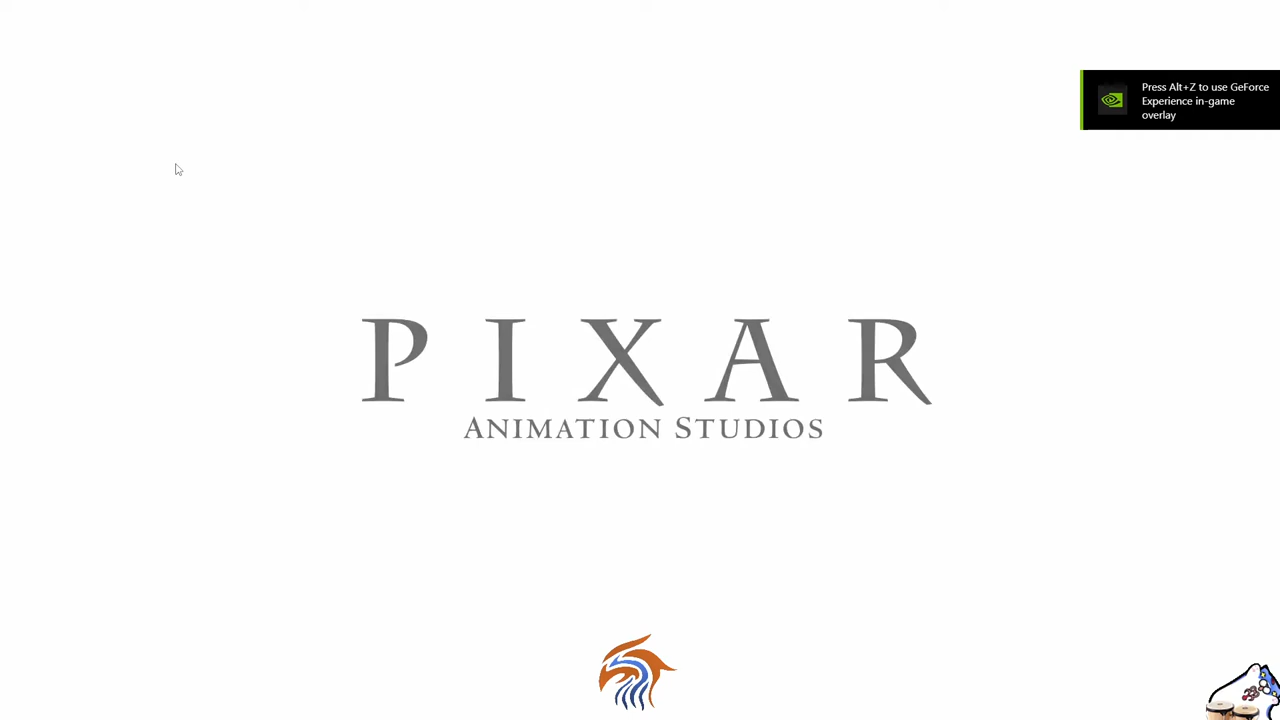 Press Alt+Z to use GeForce
Experience in-game
overlay
PIXAR
ANIMATION STUDIOS